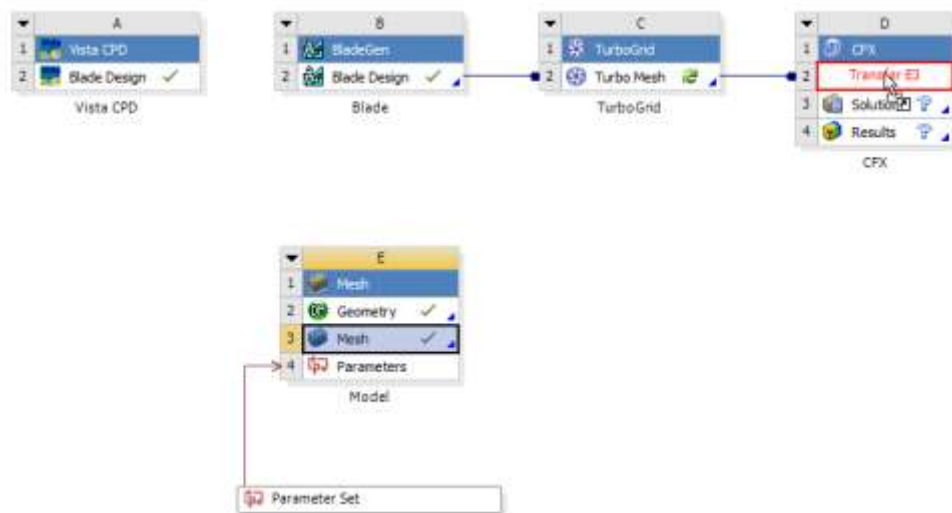 A
1 Vista CPD
2 Blade Design
Vista CPD
B
1 BladeGen
2 Blade Design
Blade
C
1 TurboGrid
2 Turbo Mesh
TurboGrid
D
1 CFX
2 Transfer E3
3 Solution
4 Results
CFX
E
1 Mesh
2 Geometry
3 Mesh
4 Parameters
Model
Parameter Set